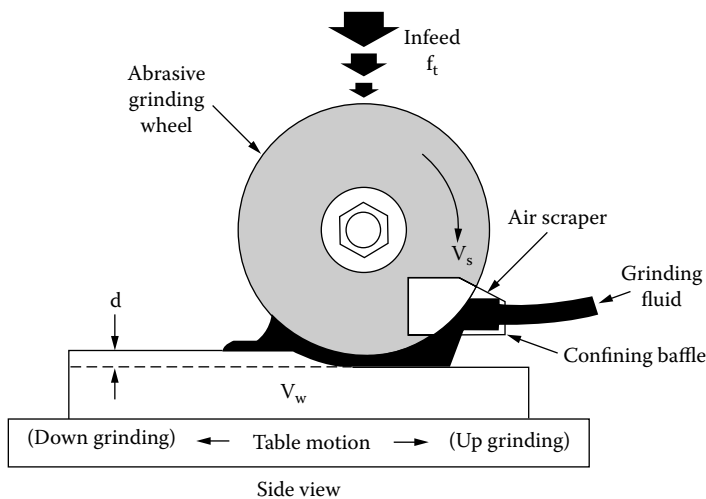 Infeed
f_t
Abrasive
grinding
wheel
Air scraper
V_s
Grinding
fluid
d
Confining baffle
V_w
(Down grinding) Table motion (Up grinding)
Side view